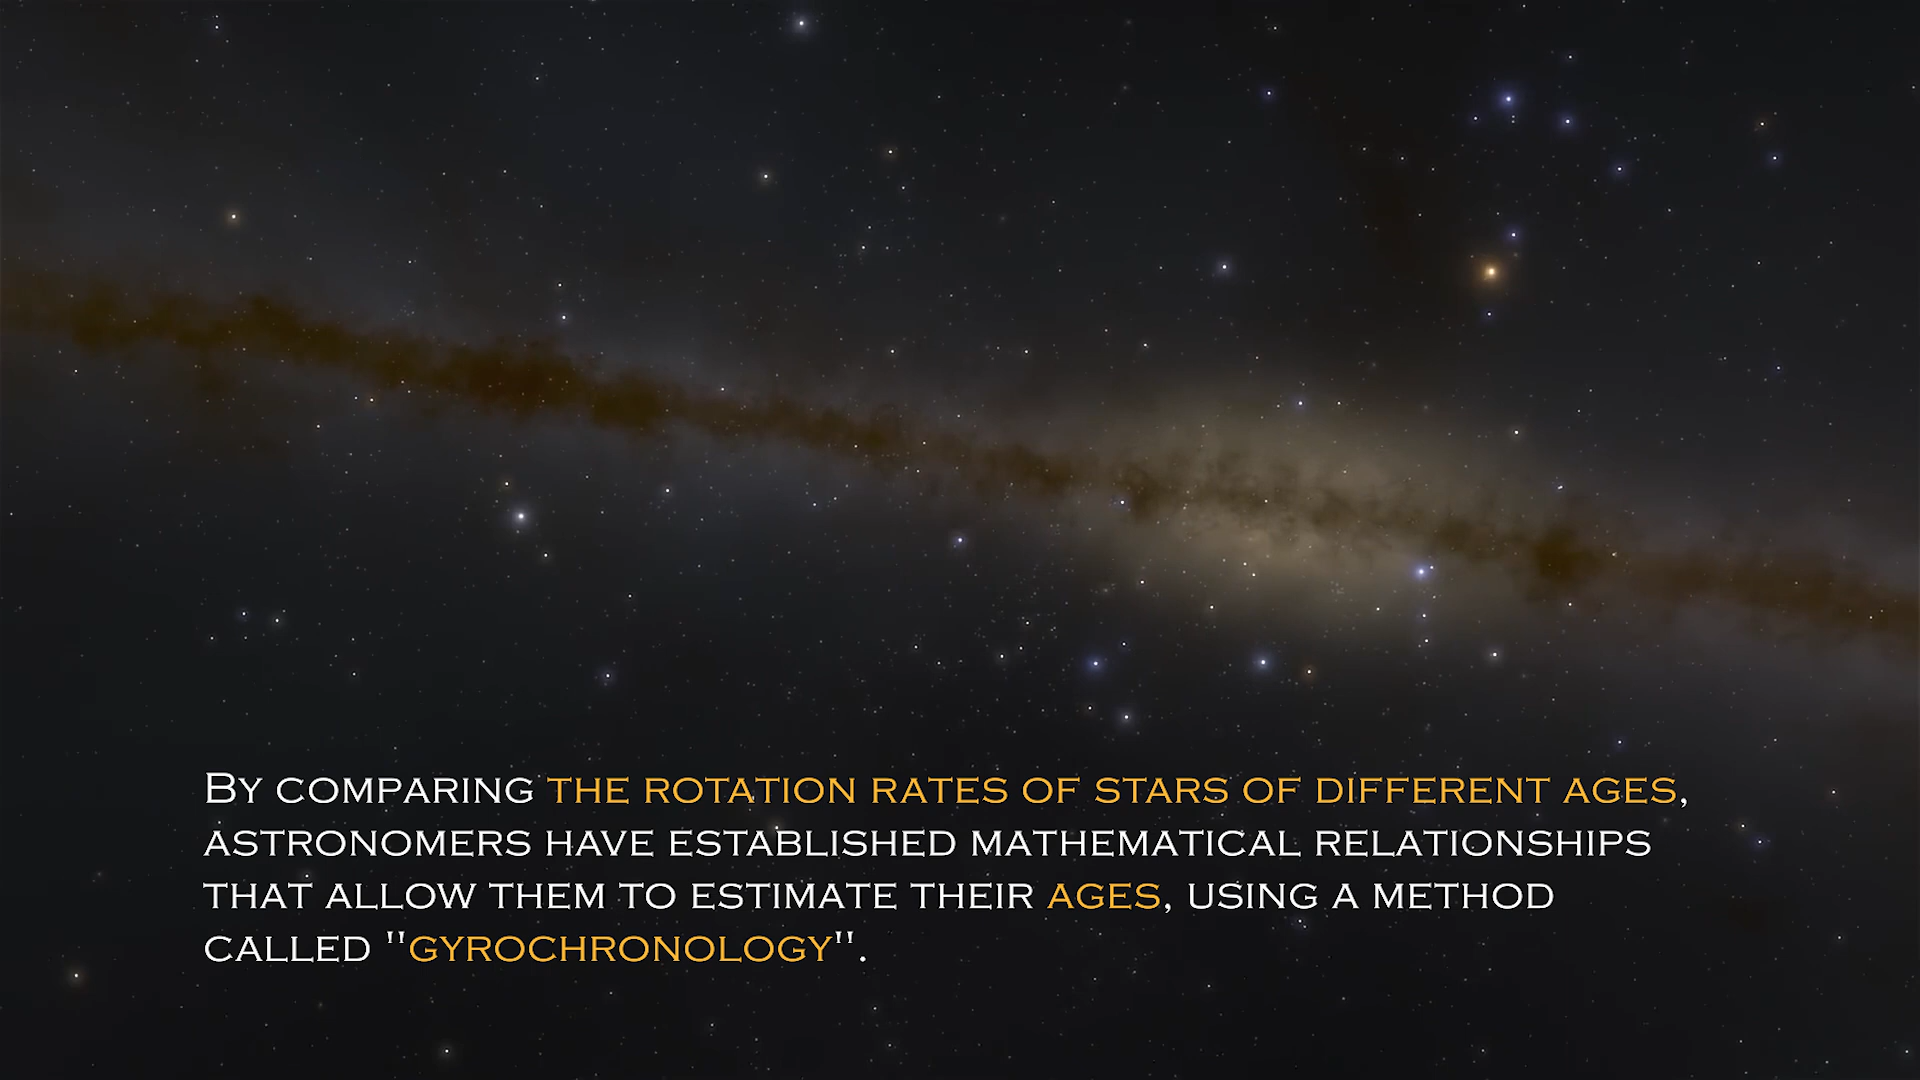 By comparing the rotation rates of stars of different ages,
astronomers have established mathematical relationships
that allow them to estimate their ages, using a method
called "gyrochronology".